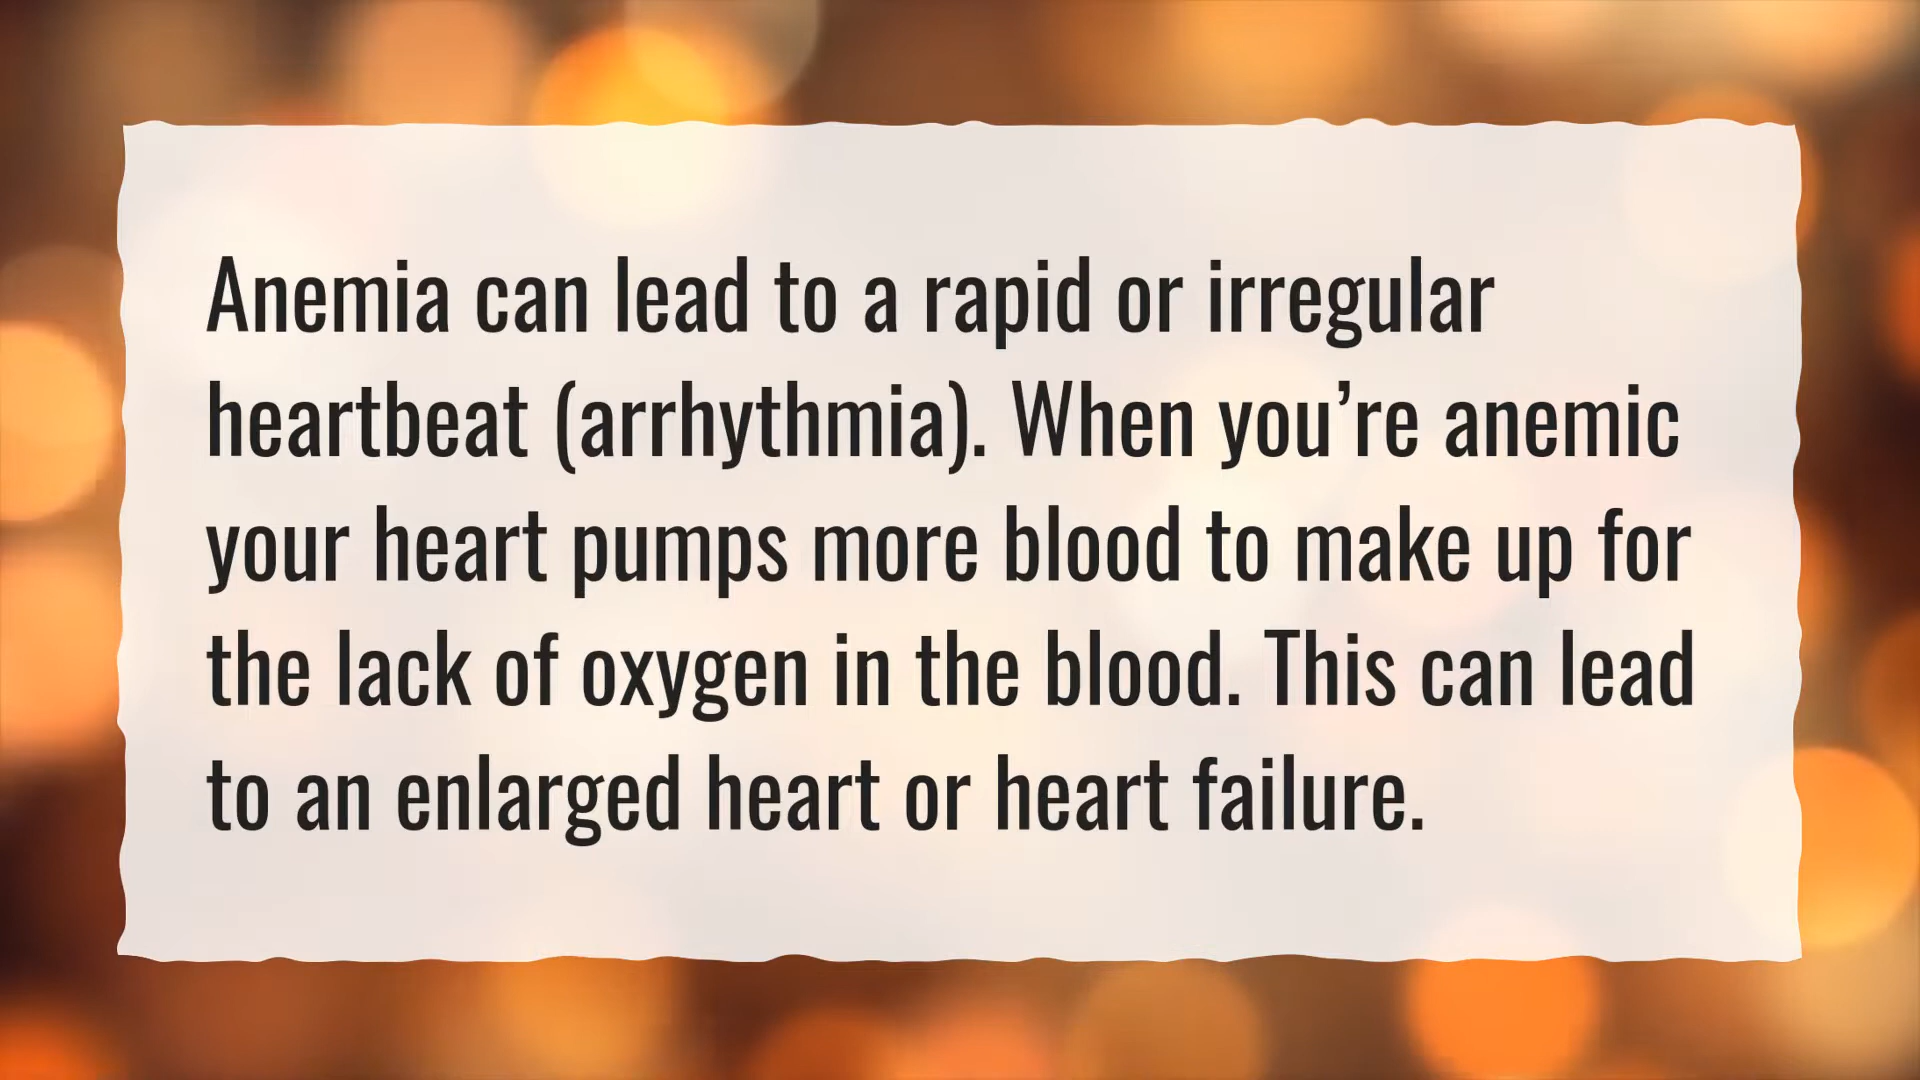 Anemia can lead to a rapid or irregular
heartbeat (arrhythmia). When you’re anemic
your heart pumps more blood to make up for
the lack of oxygen in the blood. This can lead
to an enlarged heart or heart failure.